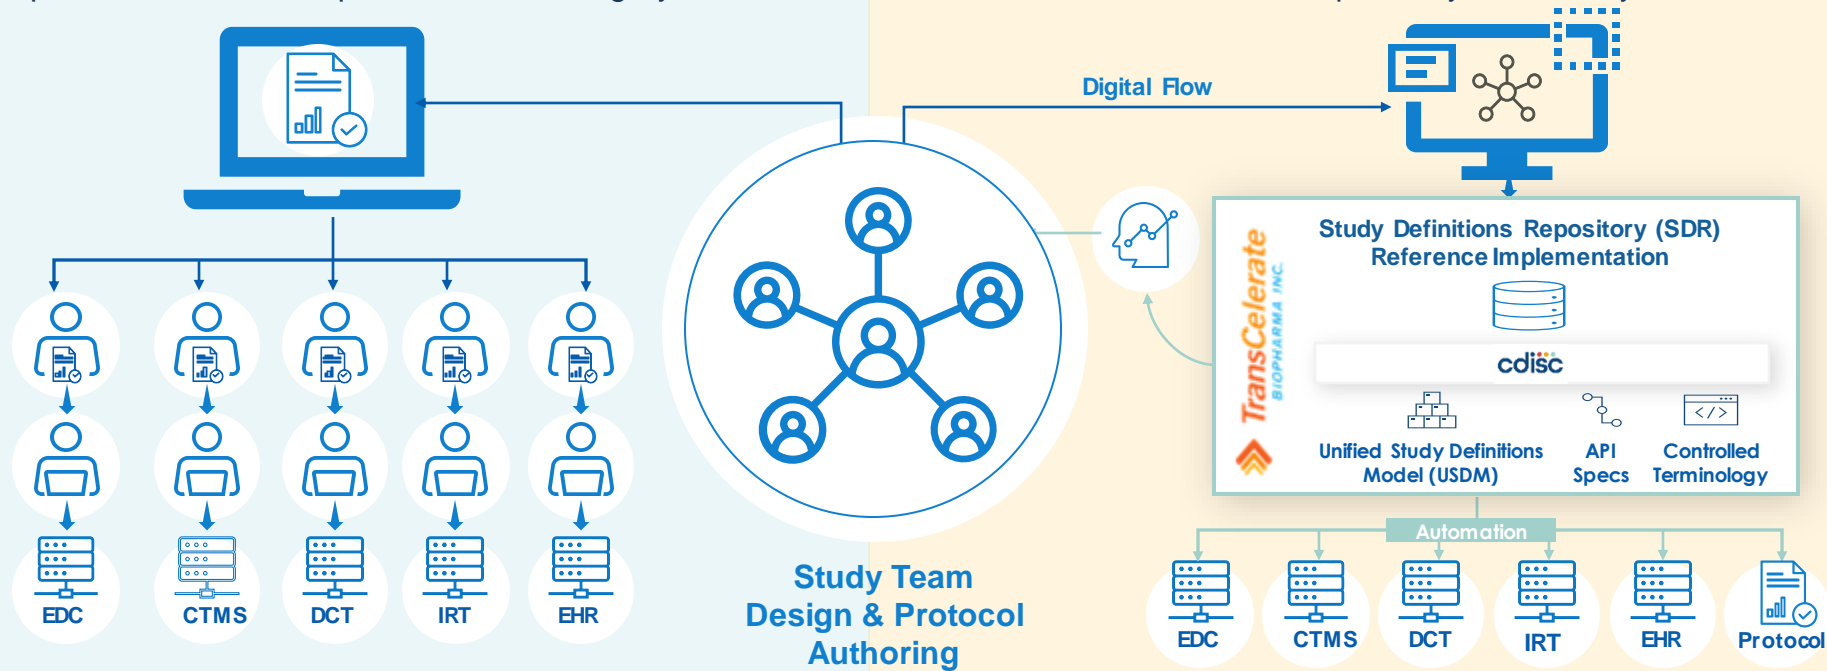 Digital Flow
Study Definitions Repository (SDR)
Reference Implementation
TransCelerate
BIOPHARMA INC.
cdisc
</>
Unified Study Definitions
Model (USDM)
API
Specs
Controlled
Terminology
Automation
EDC
CTMS
DCT
IRT
EHR
Study Team
Design & Protocol
Authoring
EDC
CTMS
DCT
IRT
EHR
Protocol